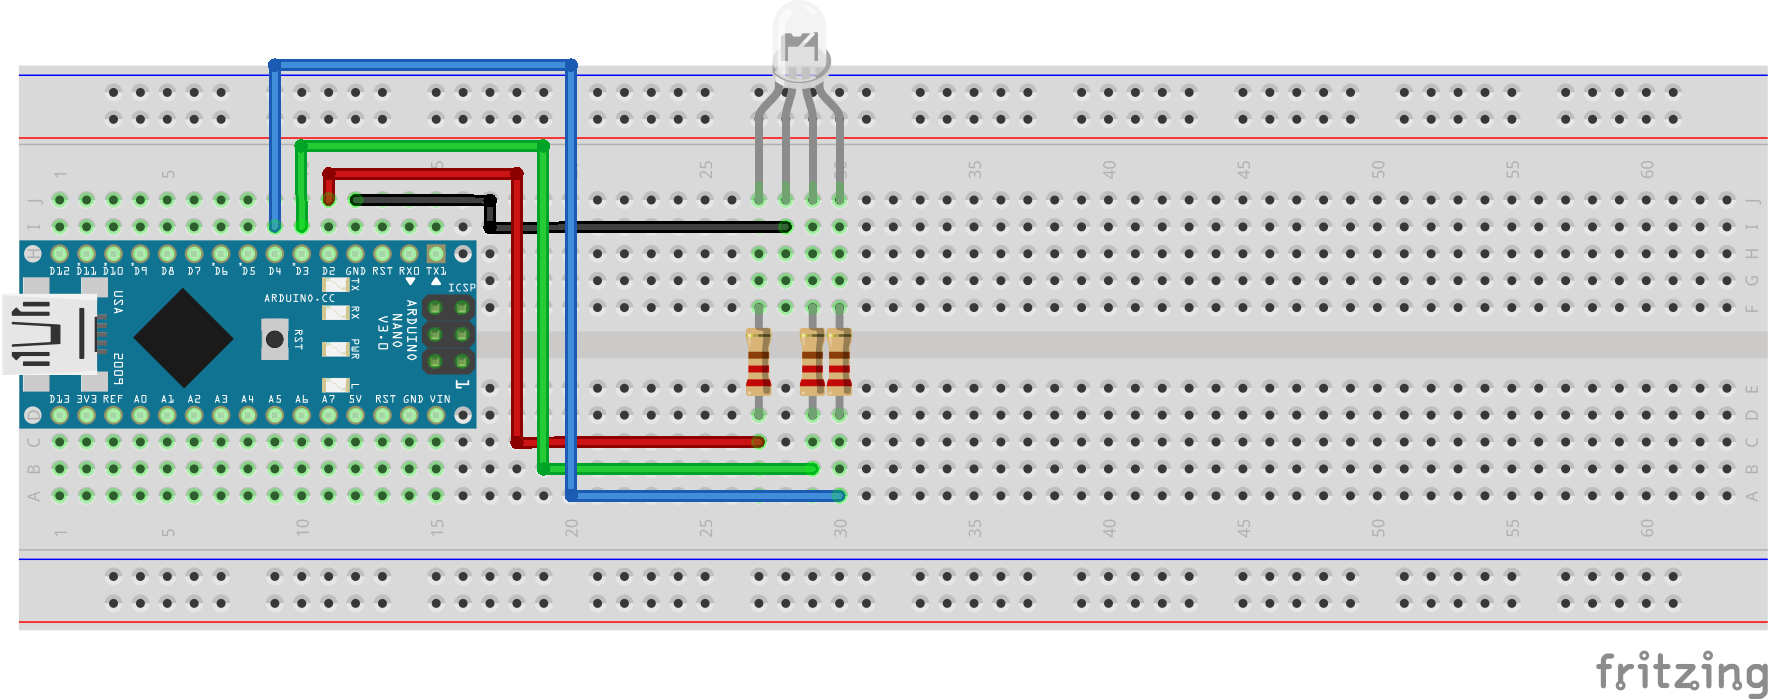 1 5 15 25 30 35 40 45 50 55 60
J J
I I
H H
D12 D11 D10 D9 D8 D7 D6 D5 D4 D3 D2 GND RST RX0 TX1
G G
F F
ARDUINO.CC
ICSP
TX
RX
PWR
L
RST
USA
2009
ARDUINO
NANO
V3.0
1
D13 3V3 REF A0 A1 A2 A3 A4 A5 A6 A7 5V RST GND VIN
E
D D
C C
B B
A A
1 5 10 15 20 25 30 35 40 45 50 55 60
fritzing